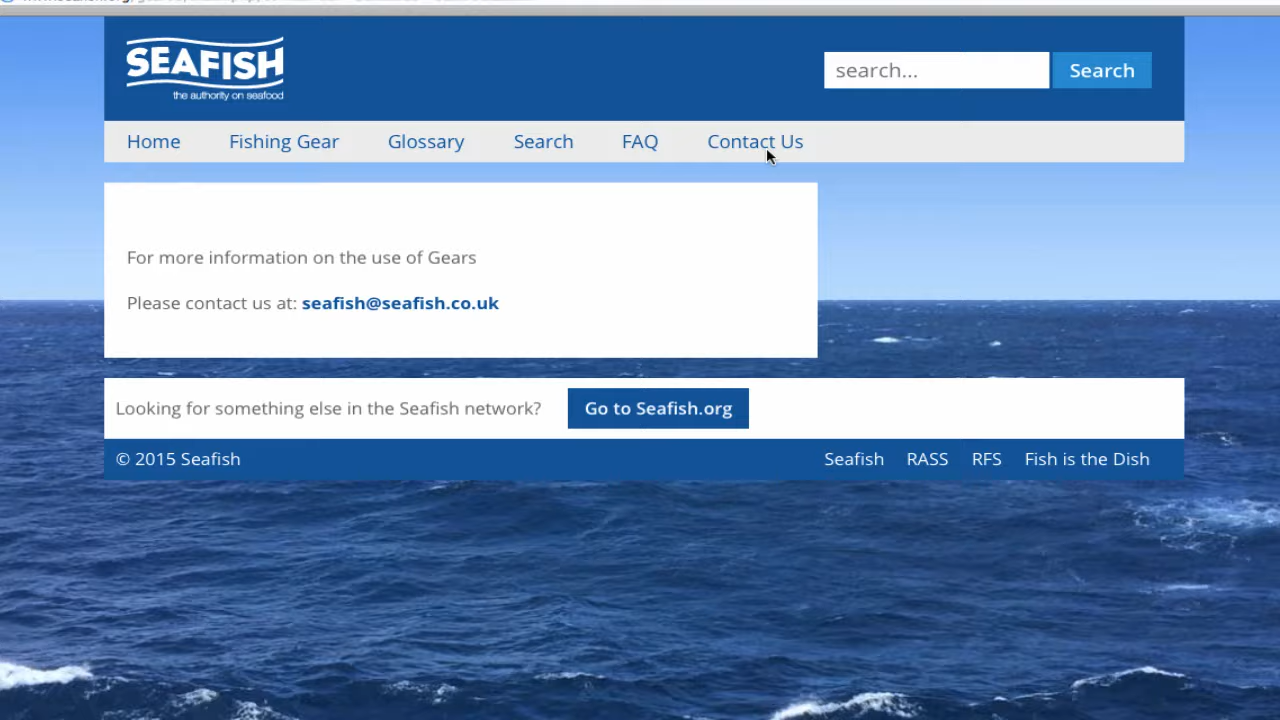 SEAFISH
the authority on seafood
search...
Search
Home
Fishing Gear
Glossary
Search
FAQ
Contact Us
For more information on the use of Gears
Please contact us at: seafish@seafish.co.uk
Looking for something else in the Seafish network?
Go to Seafish.org
© 2015 Seafish
Seafish
RASS
RFS
Fish is the Dish